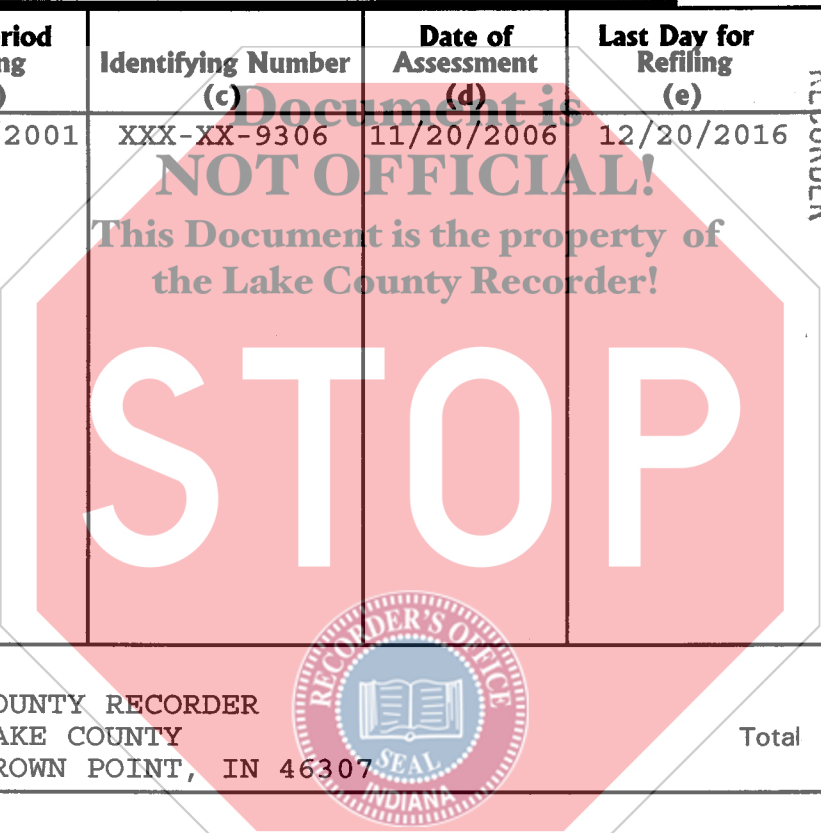 riod Date of Last Day for
ng Identifying Number Assessment Refiling
) (c) (d) (e)
Document is
2001 XXX-XX-9306 11/20/2006 12/20/2016
NOT OFFICIAL!
This Document is the property of
the Lake County Recorder!
STOP
RECORDER
RECORDER'S OFFICE
SEAL
INDIANA
OUNTY RECORDER
AKE COUNTY Total
ROWN POINT, IN 46307